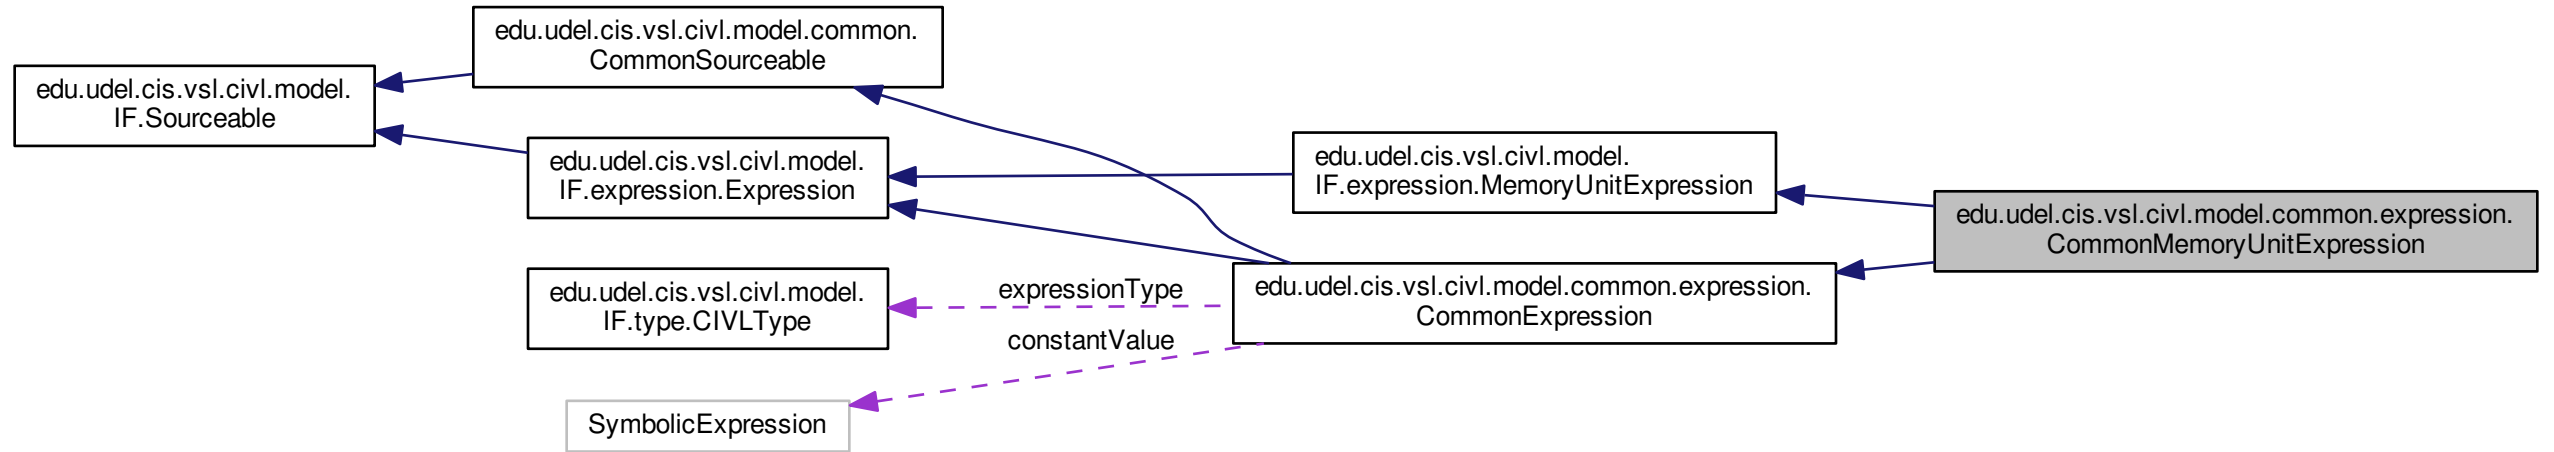 edu.udel.cis.vsl.civl.model.common.
CommonSourceable
edu.udel.cis.vsl.civl.model.
IF.Sourceable
edu.udel.cis.vsl.civl.model.
IF.expression.Expression
edu.udel.cis.vsl.civl.model.
IF.expression.MemoryUnitExpression
edu.udel.cis.vsl.civl.model.common.expression.
CommonMemoryUnitExpression
edu.udel.cis.vsl.civl.model.
IF.type.CIVLType
expressionType
edu.udel.cis.vsl.civl.model.common.expression.
CommonExpression
constantValue
SymbolicExpression